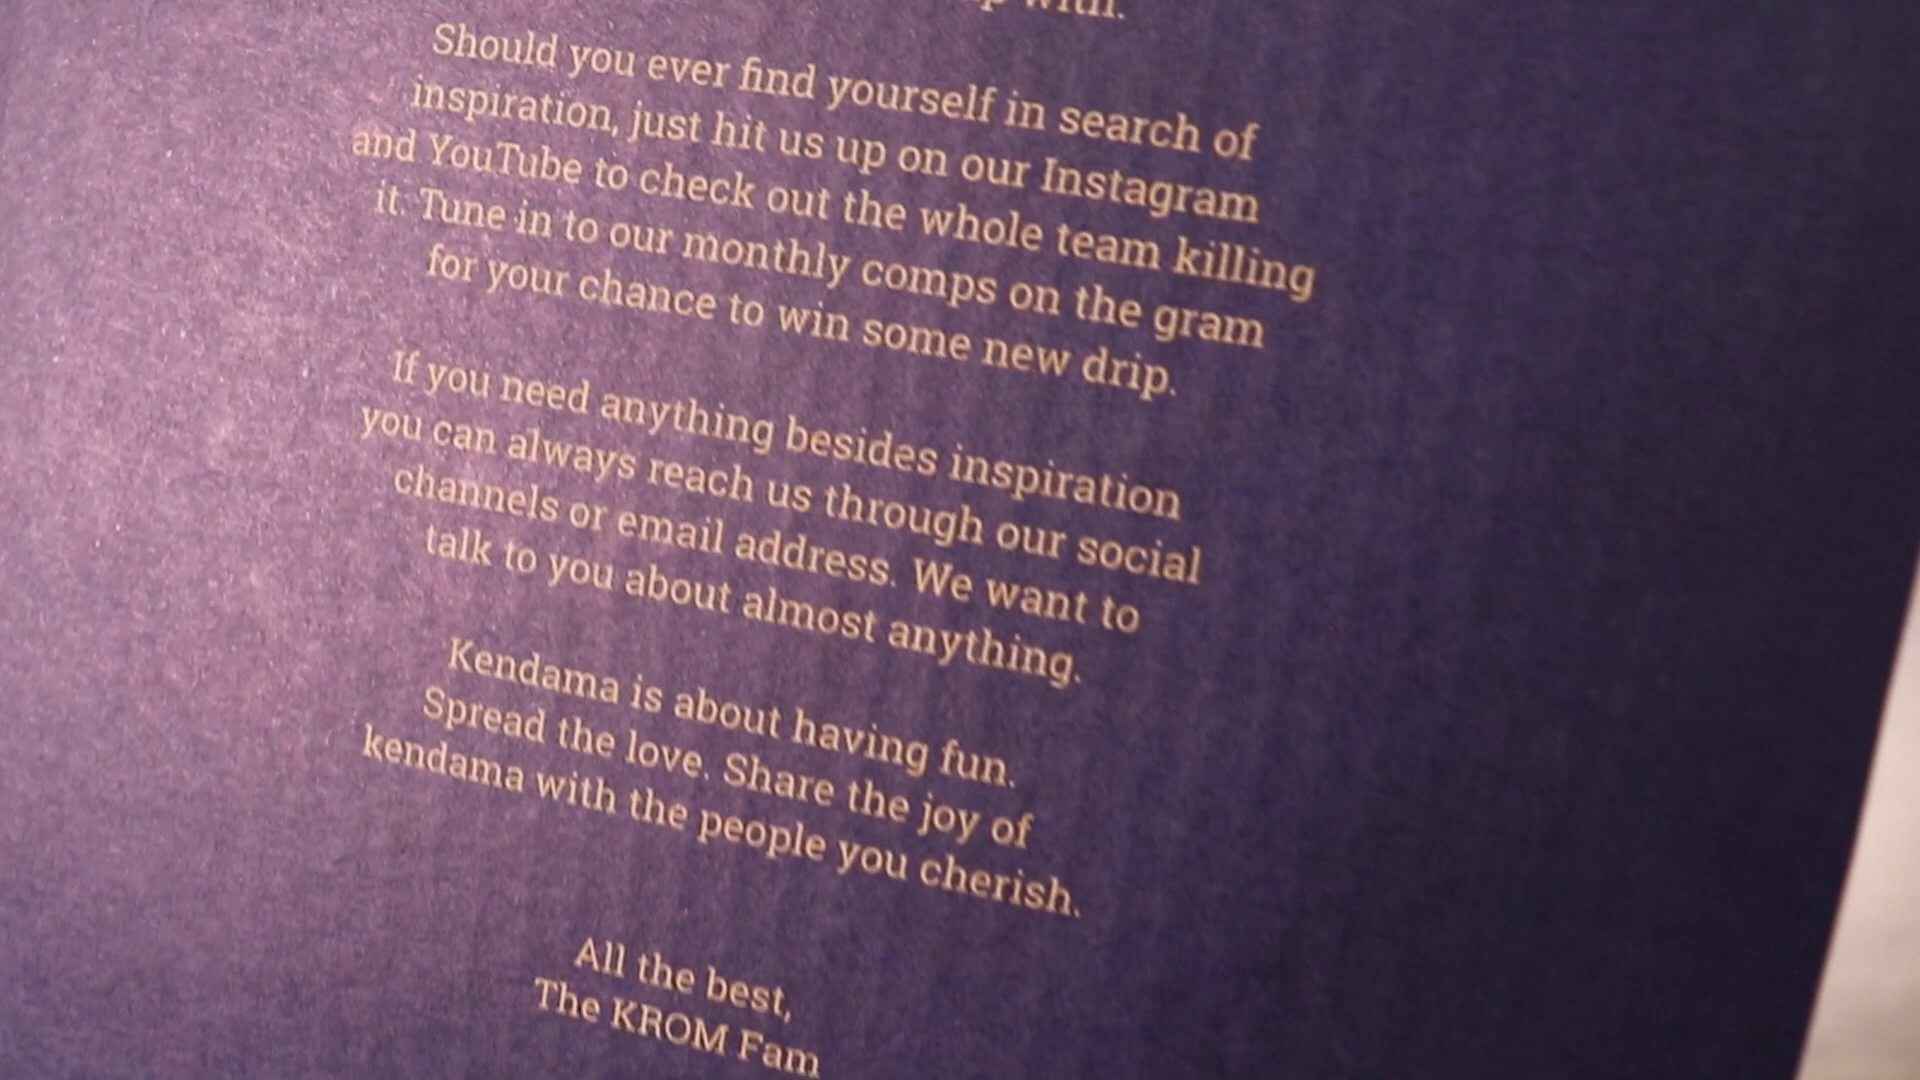 with.
Should you ever find yourself in search of
inspiration, just hit us up on our Instagram
and YouTube to check out the whole team killing
it. Tune in to our monthly comps on the gram
for your chance to win some new drip.
If you need anything besides inspiration
you can always reach us through our social
channels or email address. We want to
talk to you about almost anything.
Kendama is about having fun.
Spread the love. Share the joy of
kendama with the people you cherish.
All the best,
The KROM Fam